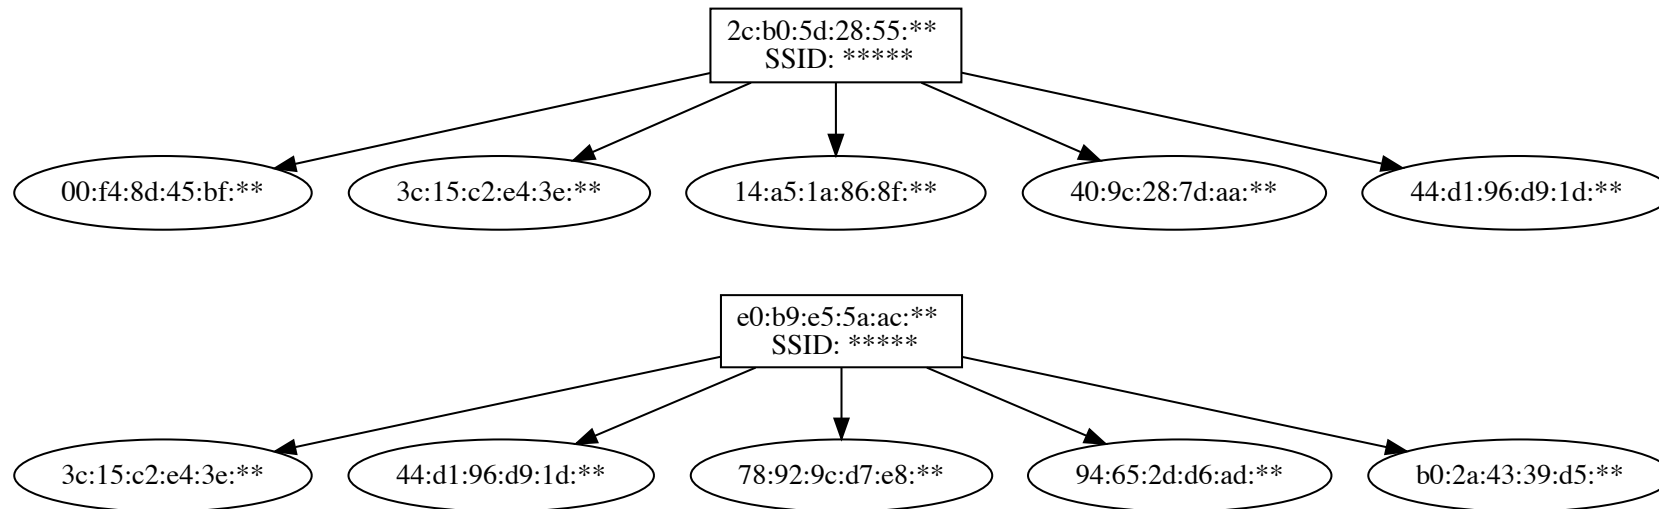 2c:b0:5d:28:55:**
SSID: *****
00:f4:8d:45:bf:**
3c:15:c2:e4:3e:**
14:a5:1a:86:8f:**
40:9c:28:7d:aa:**
44:d1:96:d9:1d:**
e0:b9:e5:5a:ac:**
SSID: *****
3c:15:c2:e4:3e:**
44:d1:96:d9:1d:**
78:92:9c:d7:e8:**
94:65:2d:d6:ad:**
b0:2a:43:39:d5:**